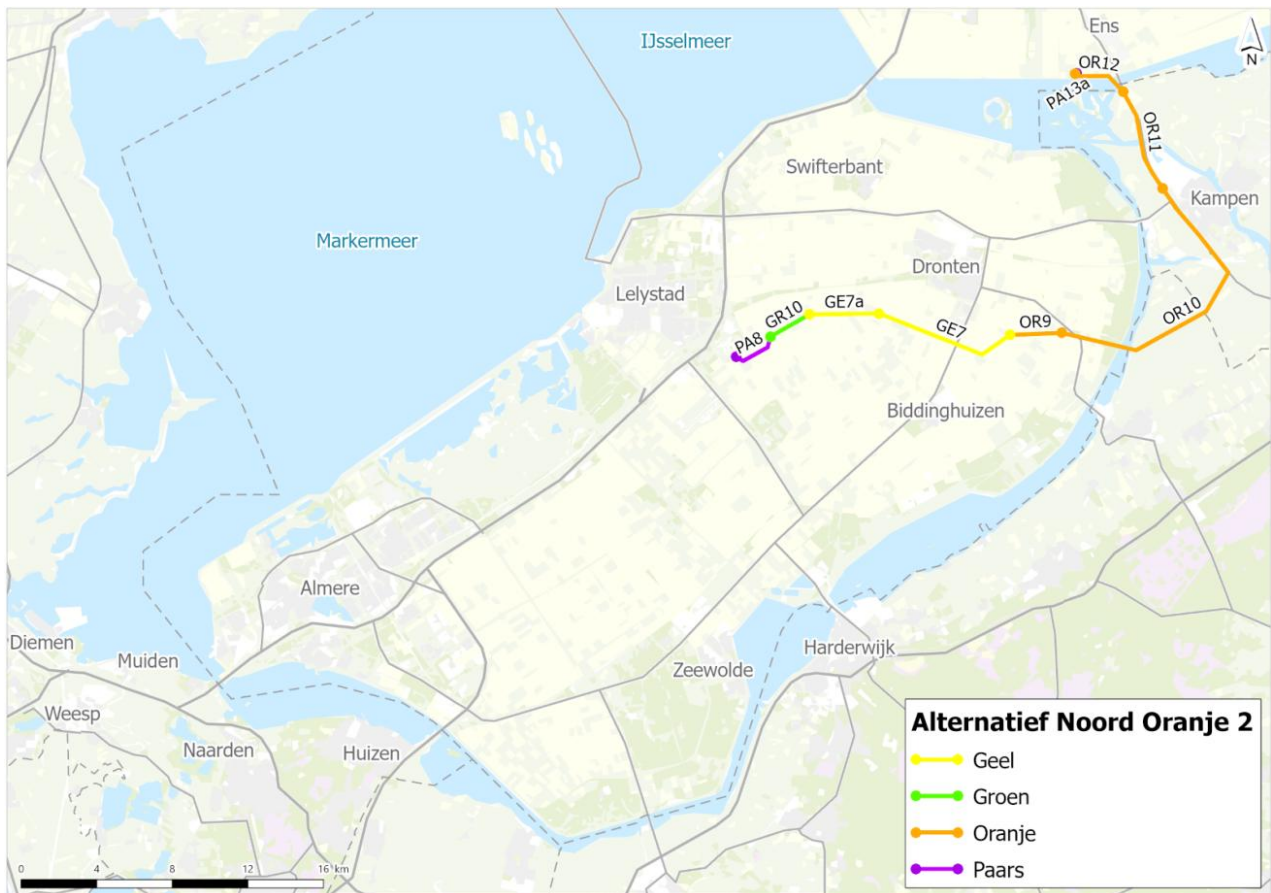 Ens
IJsselmeer
N
OR12
PA13a
OR11
Swifterbant
Kampen
Markermeer
Dronten
Lelystad
GE7a
GR10
OR10
PA8
GE7
OR9
Biddinghuizen
Almere
Diemen
Muiden
Harderwijk
Zeewolde
Weesp
Naarden
Huizen
Alternatief Noord Oranje 2
Geel
Groen
Oranje
Paars
0 4 8 12 16 km